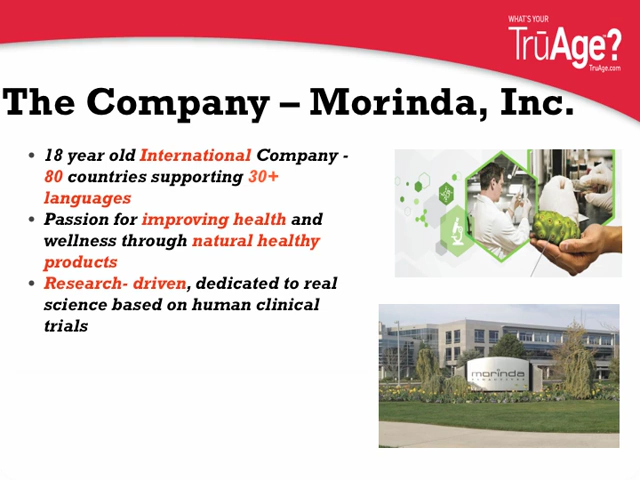 WHAT'S YOUR
TrūAge?
TruAge.com
The Company – Morinda, Inc.
• 18 year old International Company -
80 countries supporting 30+
languages
• Passion for improving health and
wellness through natural healthy
products
• Research- driven, dedicated to real
science based on human clinical
trials
morinda